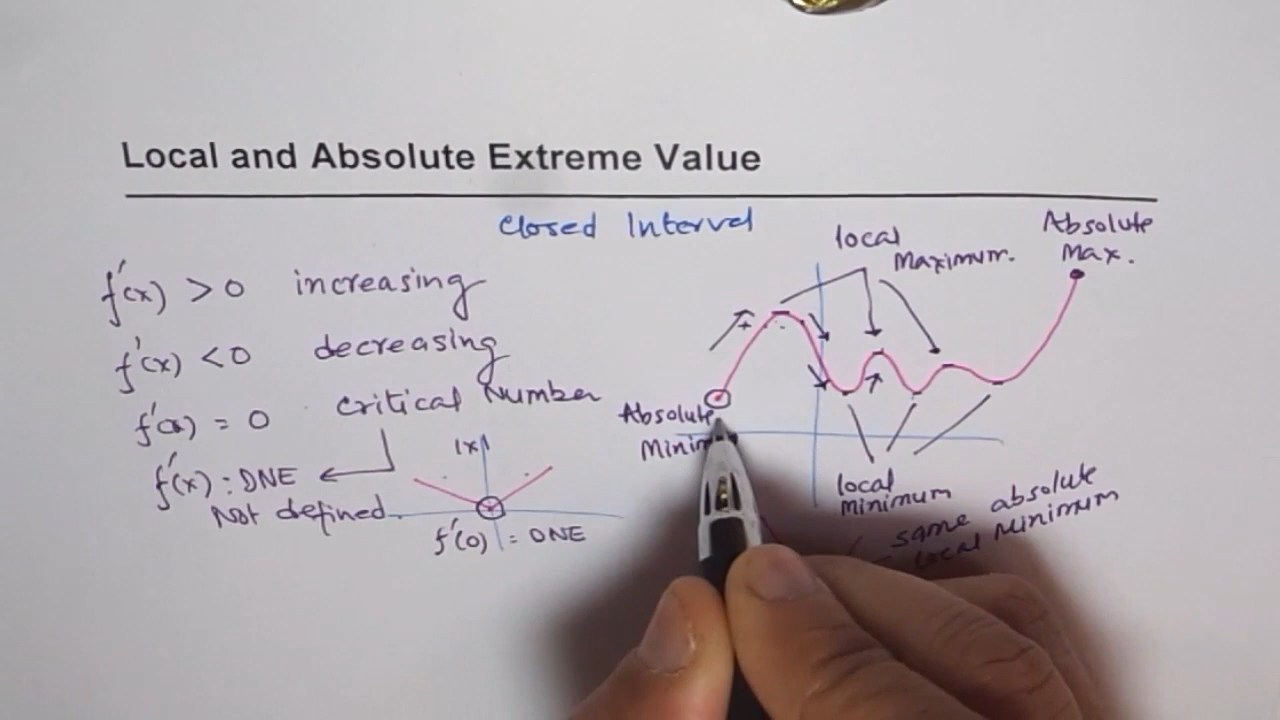 Local and Absolute Extreme Value
Closed Interval
f'(x) > 0 increasing
f'(x) < 0 decreasing
f'(x) = 0 critical Number
f'(x) : DNE
Not defined
|x|
f'(0) = DNE
local
Maximum.
Absolute
Max.
+
Absolute
local
Minimum
same absolute
local Minimum